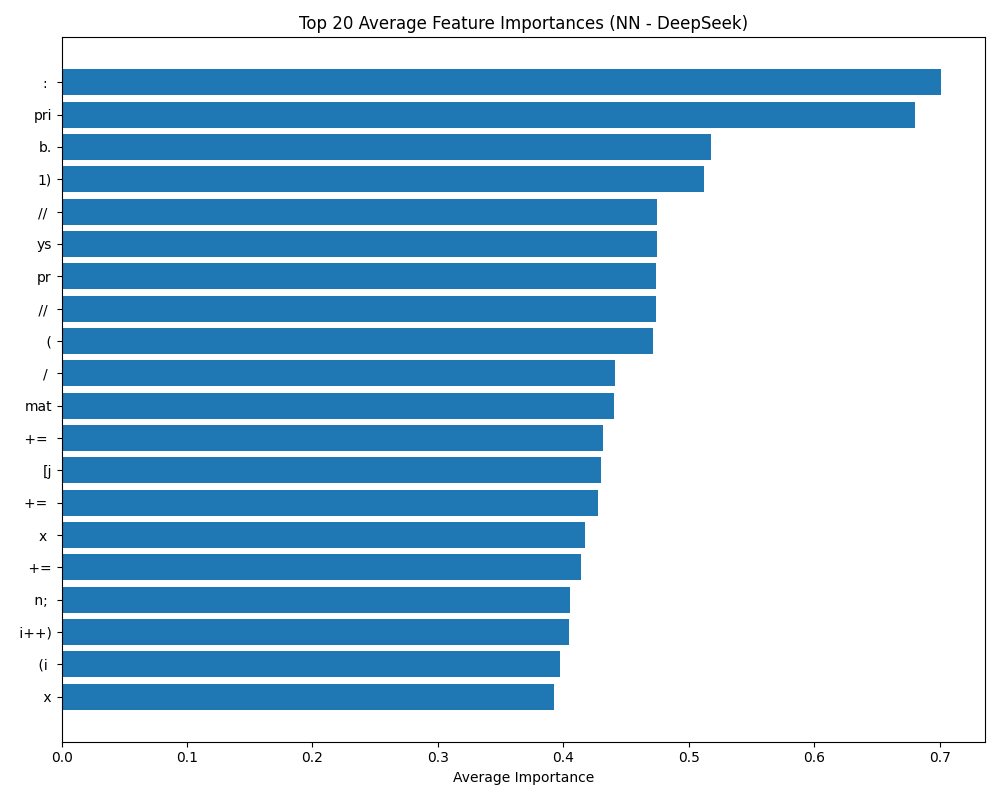 Top 20 Average Feature Importances (NN - DeepSeek)
:
pri
b.
1)
//
ys
pr
//
(
/
mat
+=
[j
+=
x
+=
n;
i++)
(i
x
0.0 0.1 0.2 0.3 0.4 0.5 0.6 0.7
Average Importance